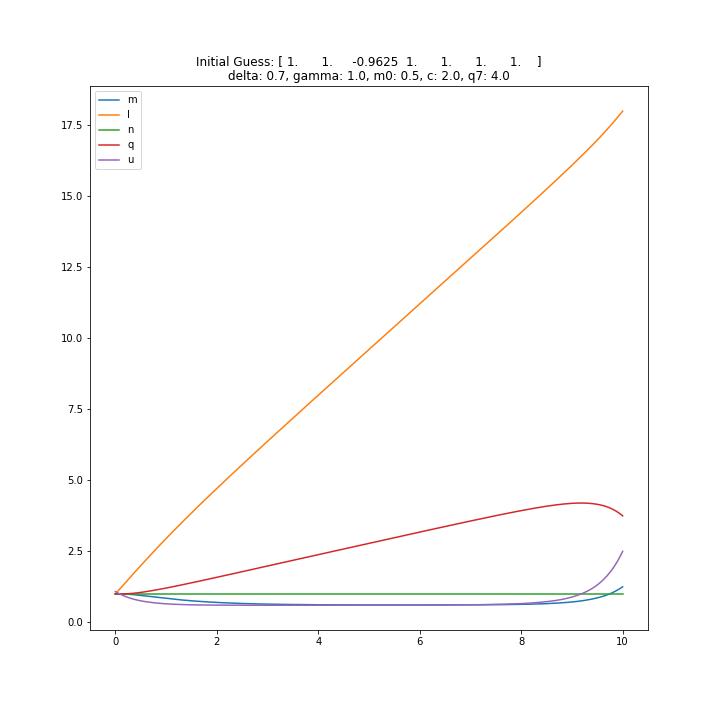 Initial Guess: [ 1. 1. -0.9625 1. 1. 1. 1. ]
delta: 0.7, gamma: 1.0, m0: 0.5, c: 2.0, q7: 4.0
m
l
n
q
u
17.5
15.0
12.5
10.0
7.5
5.0
2.5
0.0
0 2 4 6 8 10